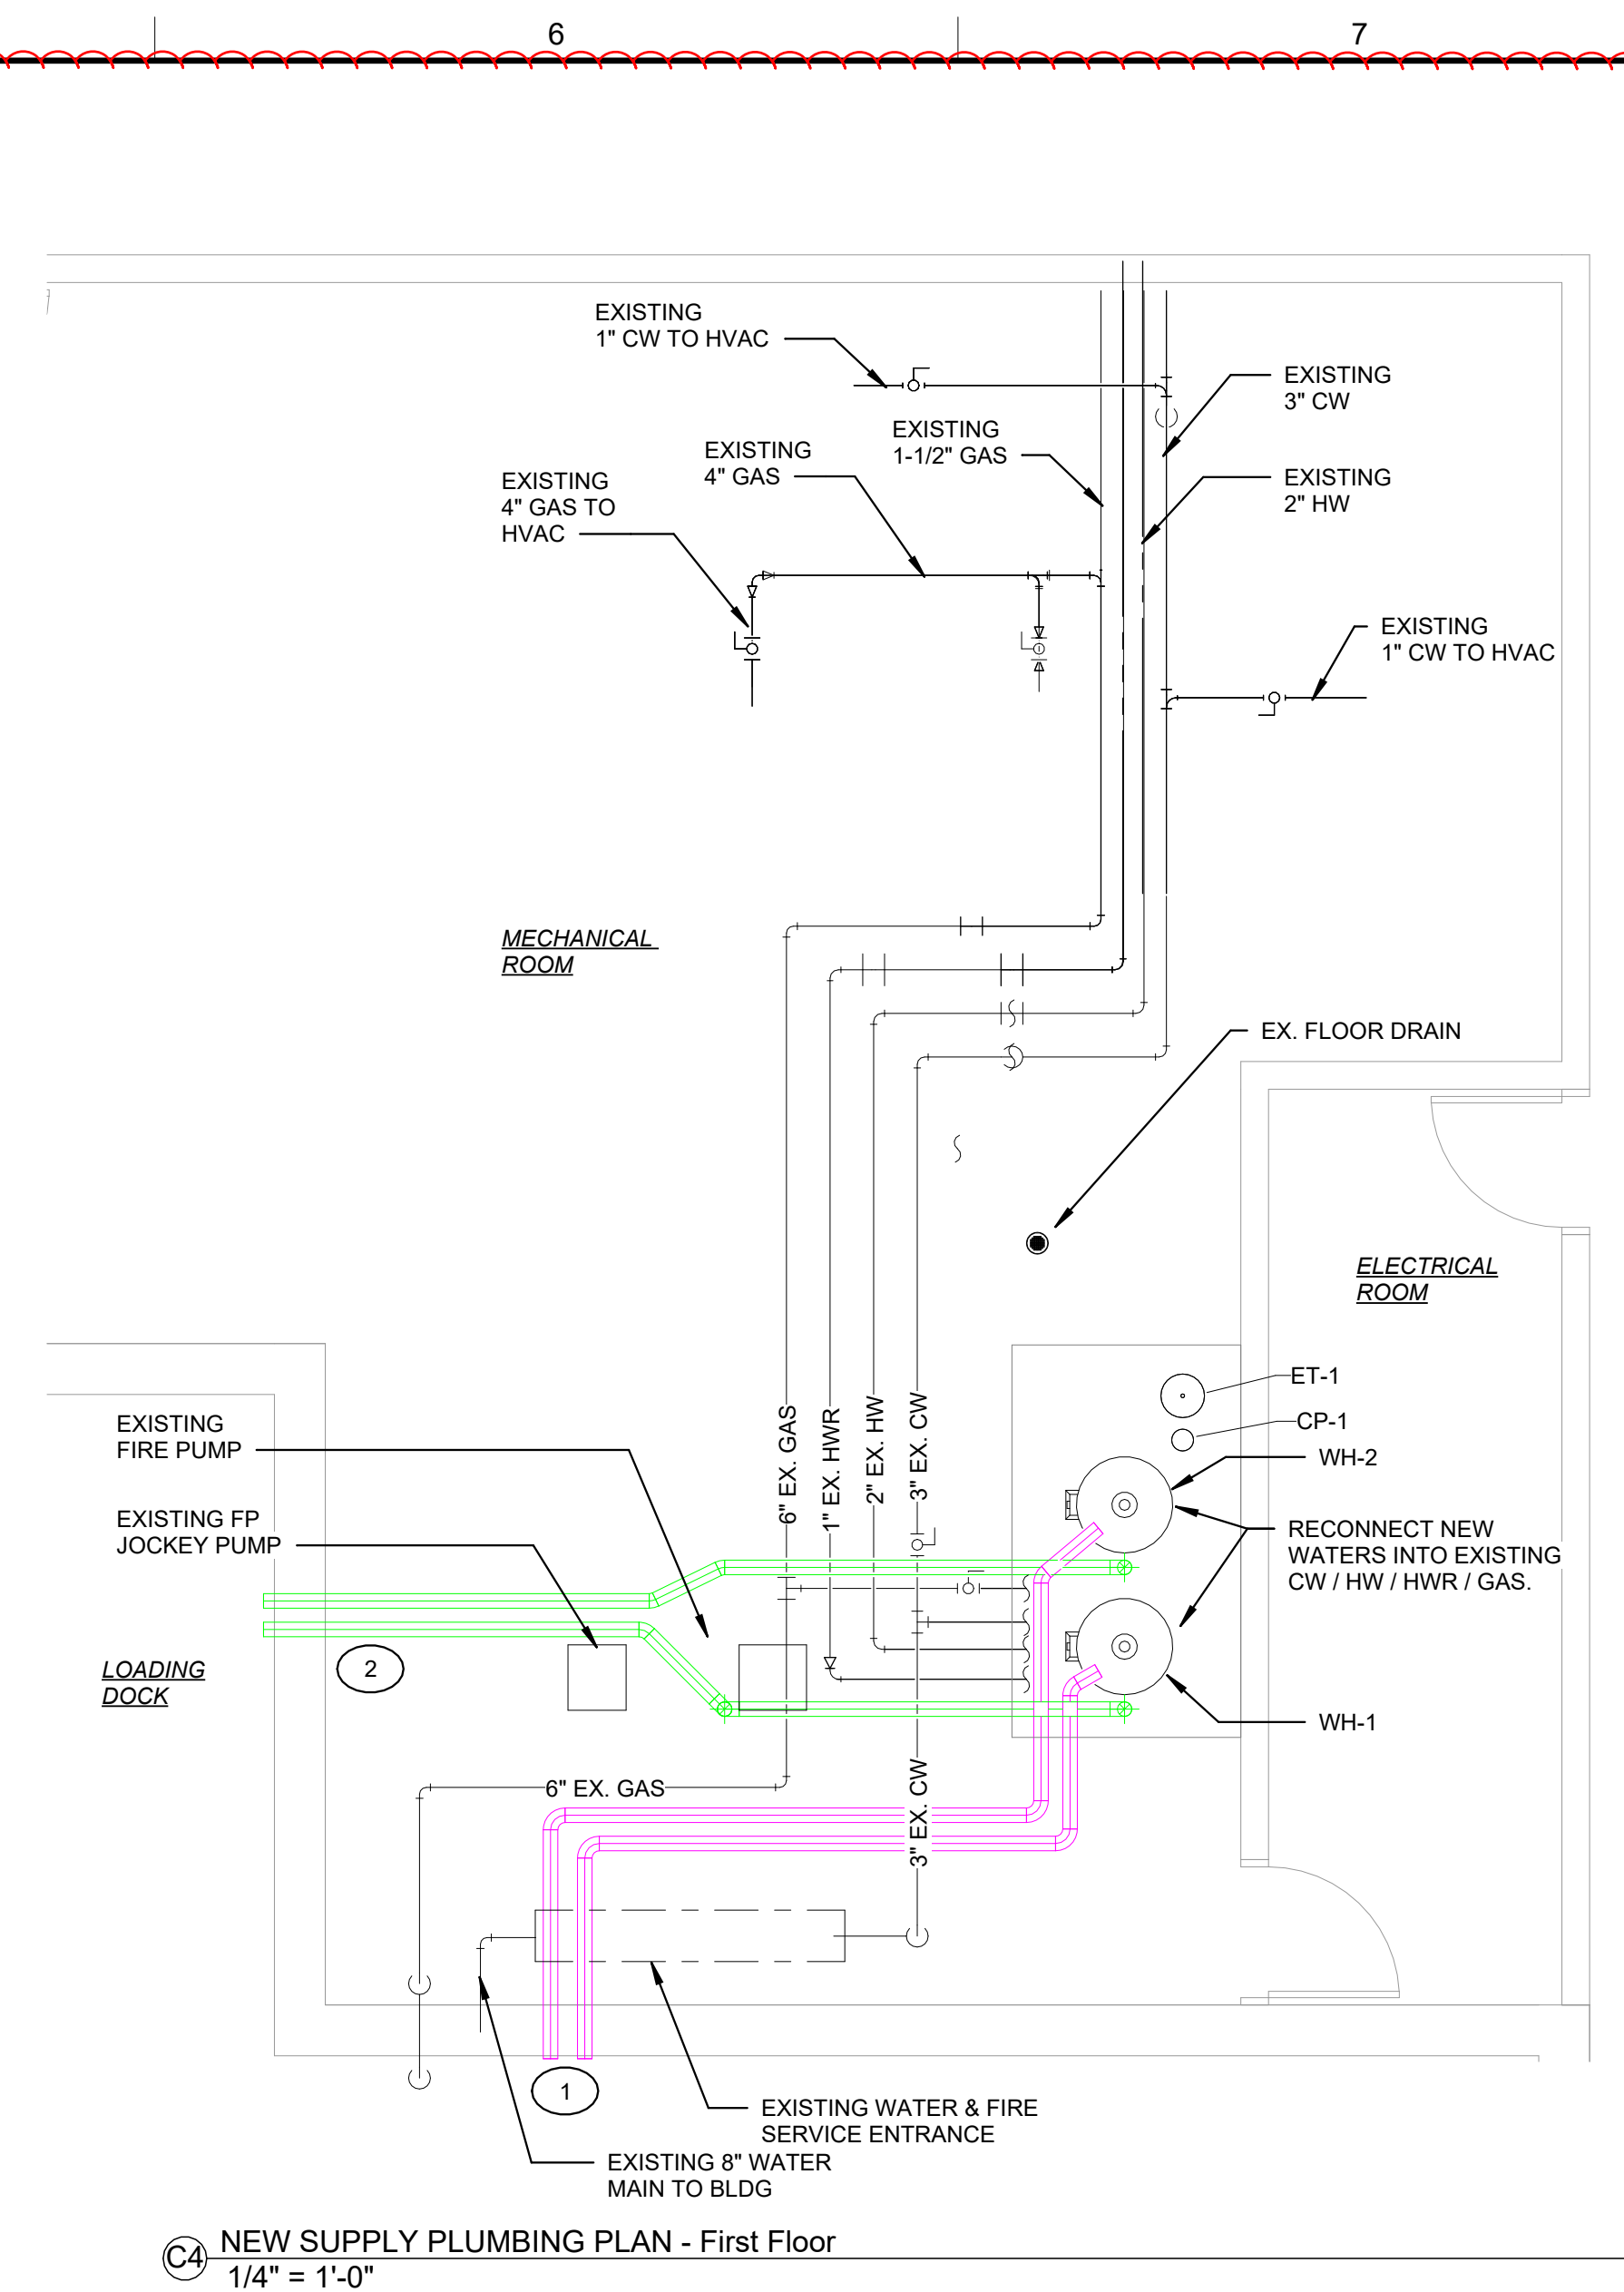 6
7
EXISTING
1" CW TO HVAC
EXISTING
3" CW
EXISTING
1-1/2" GAS
EXISTING
4" GAS
EXISTING
4" GAS TO
HVAC
EXISTING
2" HW
EXISTING
1" CW TO HVAC
MECHANICAL
ROOM
EX. FLOOR DRAIN
ELECTRICAL
ROOM
ET-1
CP-1
WH-2
EXISTING
FIRE PUMP
6" EX. GAS
1" EX. HWR
2" EX. HW
3" EX. CW
EXISTING FP
JOCKEY PUMP
RECONNECT NEW
WATERS INTO EXISTING
CW / HW / HWR / GAS.
LOADING
DOCK
2
WH-1
6" EX. GAS
3" EX. CW
1
EXISTING WATER & FIRE
SERVICE ENTRANCE
EXISTING 8" WATER
MAIN TO BLDG
C4
NEW SUPPLY PLUMBING PLAN - First Floor
1/4" = 1'-0"